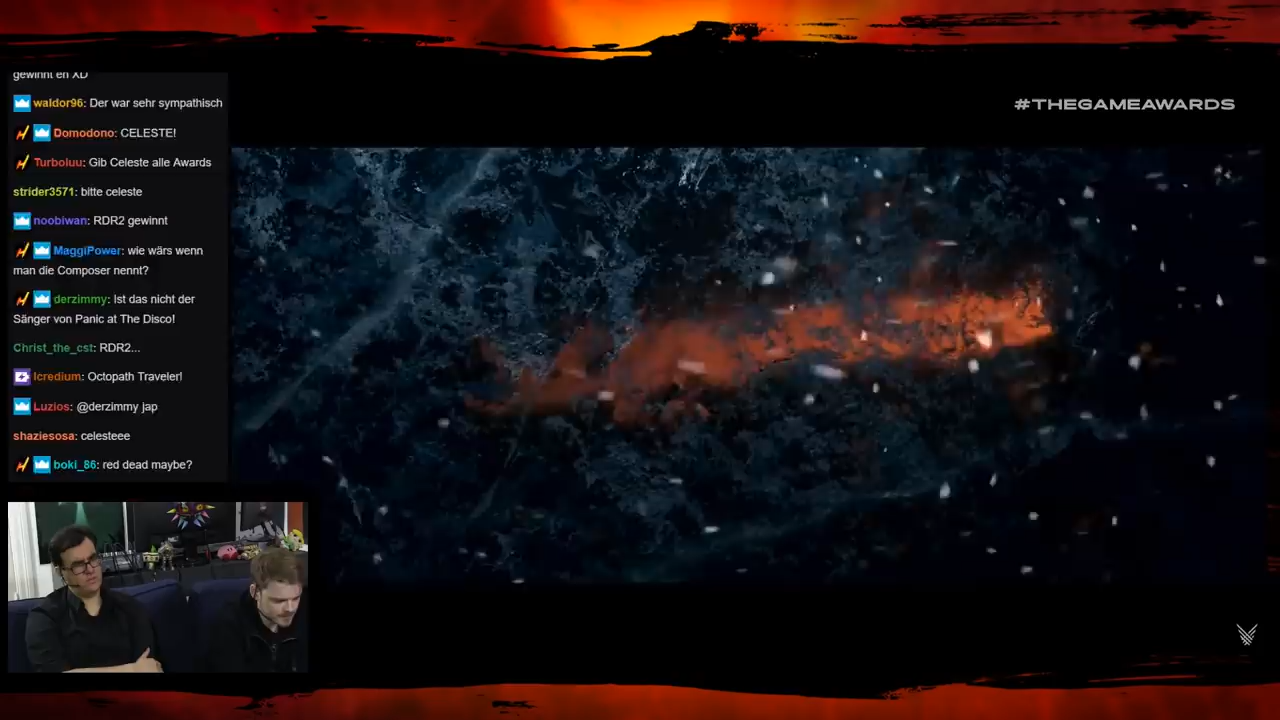 gewinnt en XD
waldor96: Der war sehr sympathisch
Domodono: CELESTE!
Turboluu: Gib Celeste alle Awards
strider3571: bitte celeste
noobiwan: RDR2 gewinnt
MaggiPower: wie wärs wenn
man die Composer nennt?
derzimmy: Ist das nicht der
Sänger von Panic at The Disco!
Christ_the_cst: RDR2...
Icredium: Octopath Traveler!
Luzios: @derzimmy jap
shaziesosa: celesteee
boki_86: red dead maybe?
#THEGAMEAWARDS